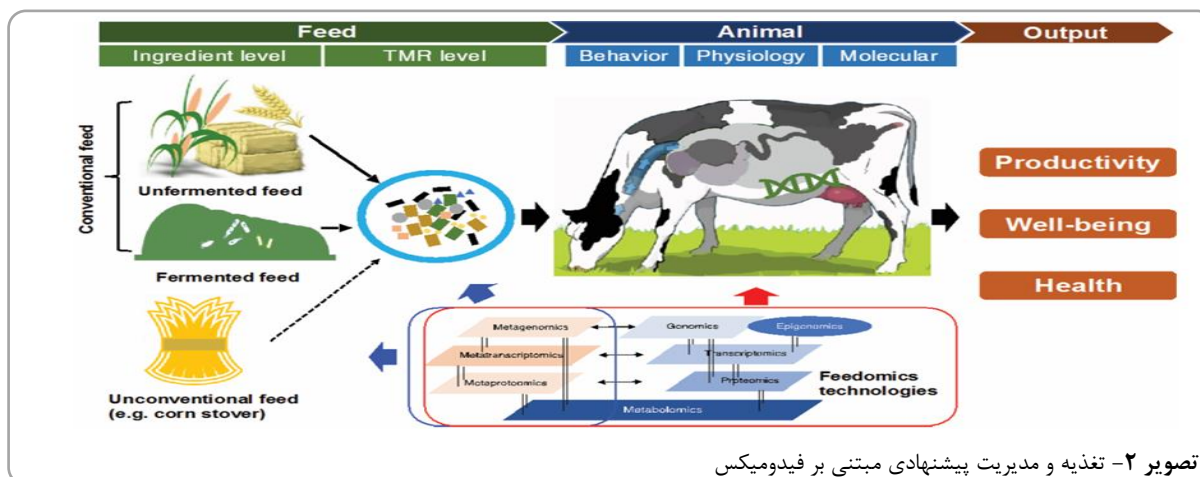 Feed
Animal
Output
Ingredient level
TMR level
Behavior
Physiology
Molecular
Conventional feed
Unfermented feed
Fermented feed
Unconventional feed
(e.g. corn stover)
Productivity
Well-being
Health
Metagenomics
Genomics
Epigenomics
Metatranscriptomics
Transcriptomics
Metaproteomics
Proteomics
Metabolomics
Feedomics
technologies
تصویر ۲- تغذیه و مدیریت پیشنهادی مبتنی بر فیدومیکس